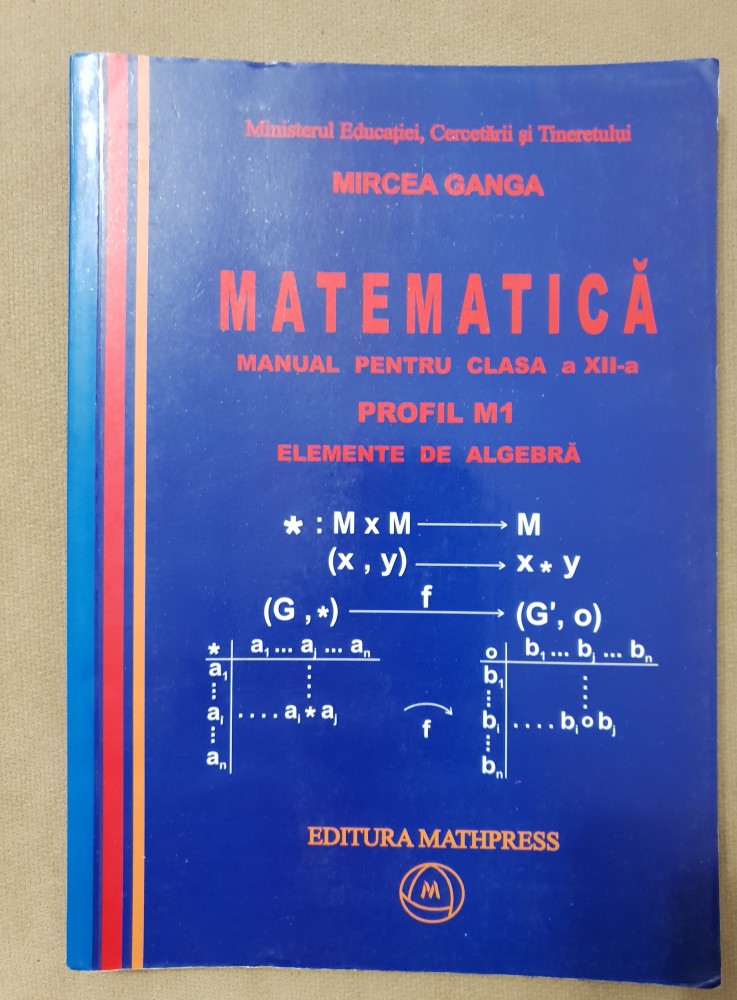 Ministerul Educației, Cercetării și Tineretului
MIRCEA GANGA
MATEMATICĂ
MANUAL PENTRU CLASA a XII-a
PROFIL M1
ELEMENTE DE ALGEBRĂ
* : M x M ⟶ M
(x , y) ⟶ x * y
(G , *) f ⟶ (G', o)
* a₁ ... aⱼ ... aₙ
a₁ ⋮
⋮
aᵢ . . . . aᵢ * aⱼ
⋮
aₙ
f
o b₁ ... bⱼ ... bₙ
b₁ ⋮
⋮
bᵢ . . . . bᵢ o bⱼ
⋮
bₙ
EDITURA MATHPRESS
M